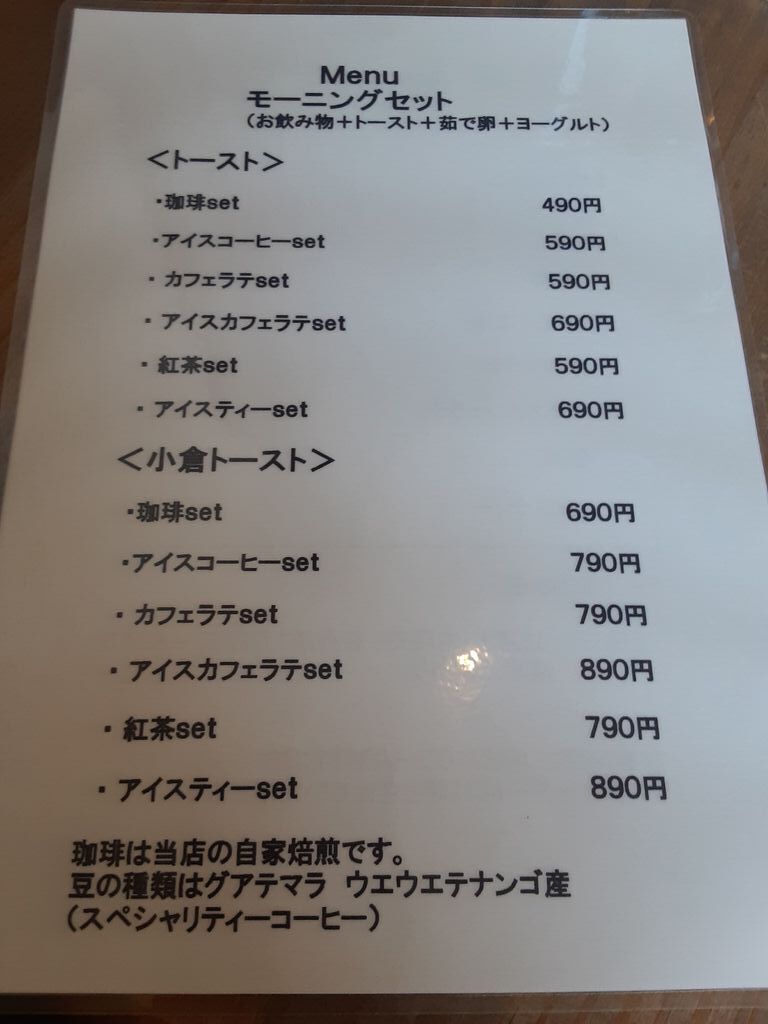 Menu
モーニングセット
（お飲み物＋トースト＋茹で卵＋ヨーグルト）
＜トースト＞
・珈琲set 490円
・アイスコーヒーset 590円
・カフェラテset 590円
・アイスカフェラテset 690円
・紅茶set 590円
・アイスティーset 690円
＜小倉トースト＞
・珈琲set 690円
・アイスコーヒーset 790円
・カフェラテset 790円
・アイスカフェラテset 890円
・紅茶set 790円
・アイスティーset 890円
珈琲は当店の自家焙煎です。
豆の種類はグアテマラ　ウエウエテナンゴ産
（スペシャリティーコーヒー）